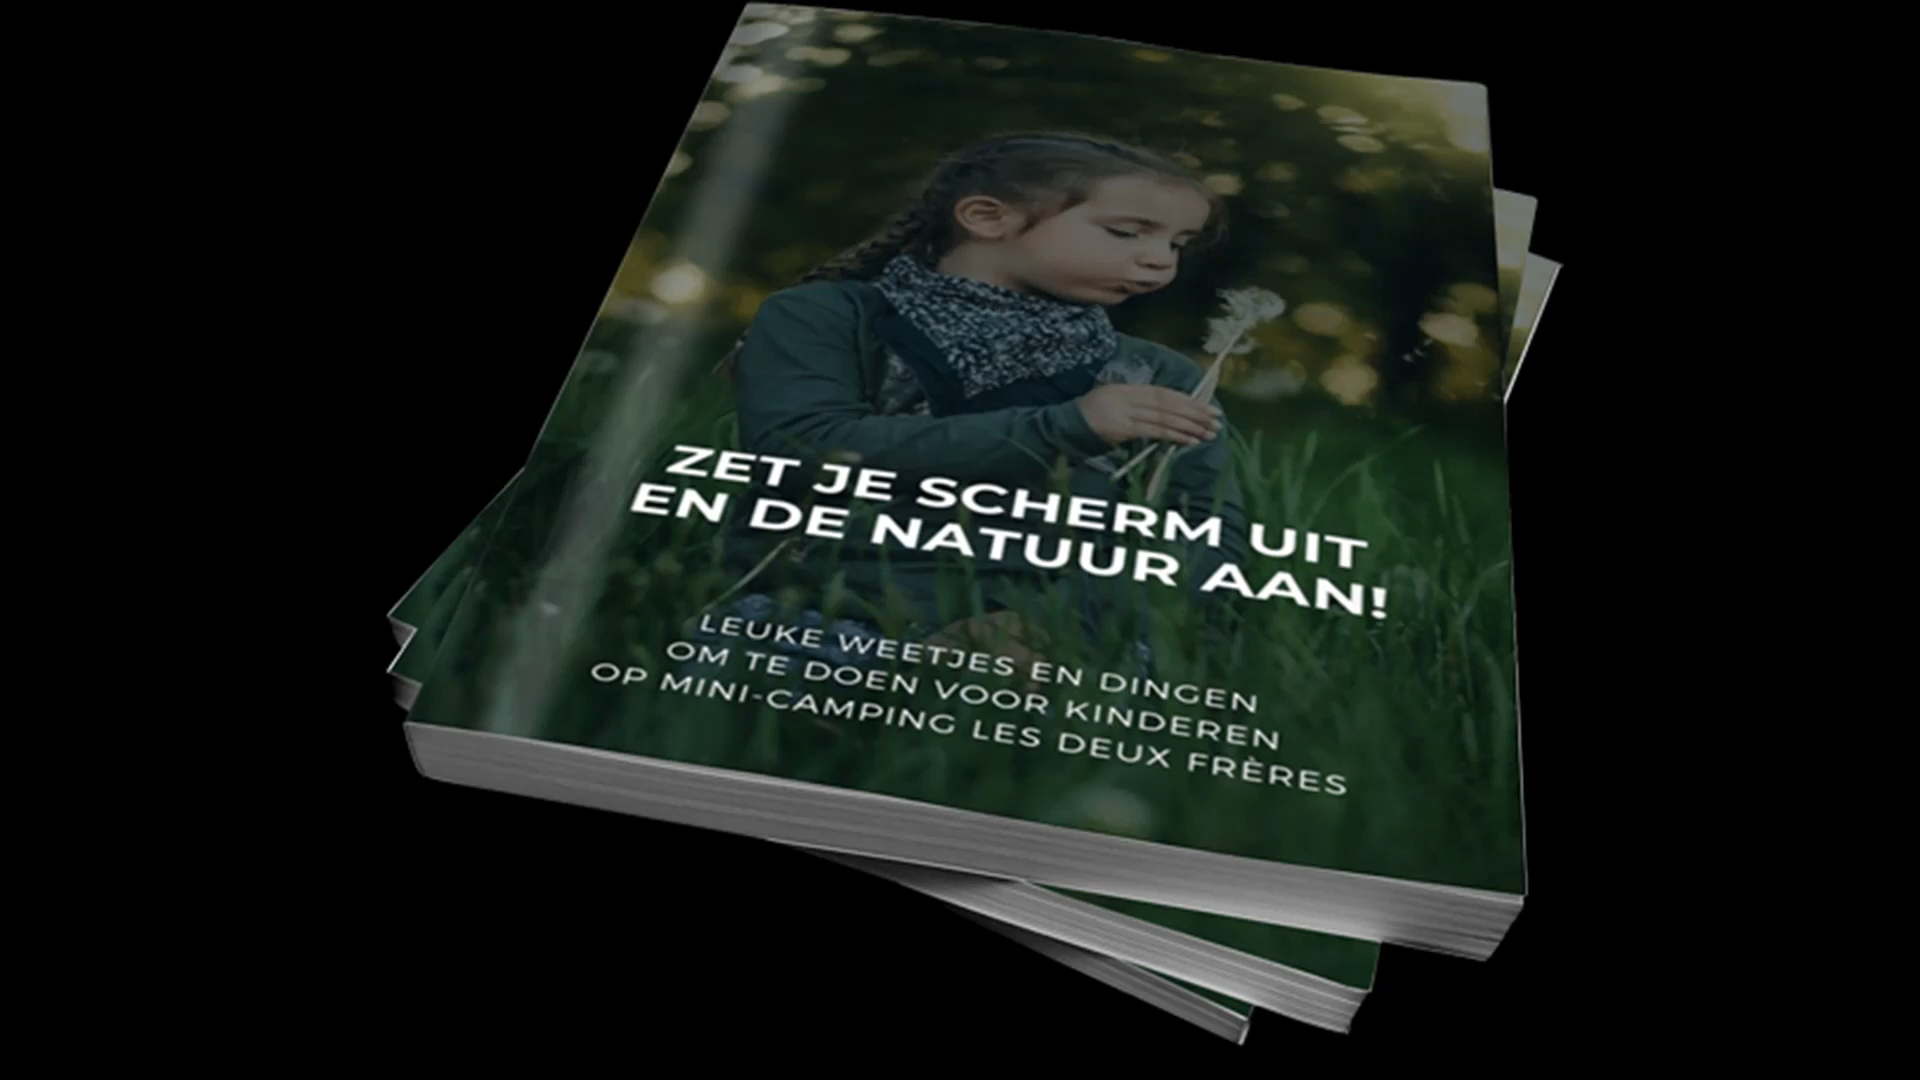 ZET JE SCHERM UIT
EN DE NATUUR AAN!
LEUKE WEETJES EN DINGEN
OM TE DOEN VOOR KINDEREN
OP MINI-CAMPING LES DEUX FRÈRES